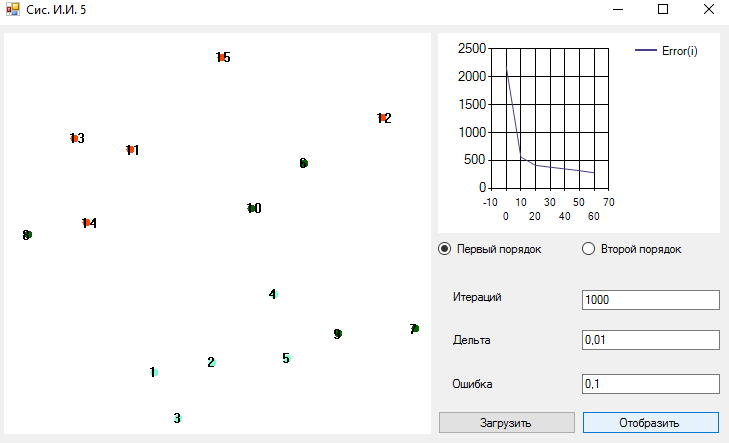 Сис. И.И. 5
15
12
13
11
6
10
14
8
4
7
9
5
2
1
3
2500
2000
1500
1000
500
0
-10 10 30 50 70
0 20 40 60
Error(i)
Первый порядок Второй порядок
Итераций 1000
Дельта 0,01
Ошибка 0,1
Загрузить Отобразить